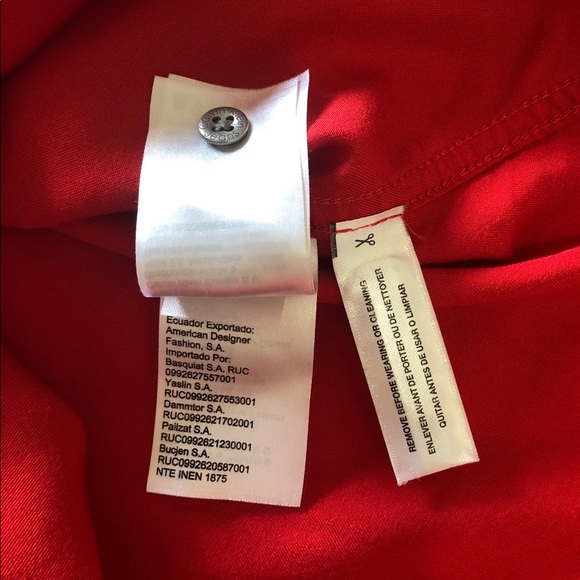 Ecuador Exportado:
American Designer
Fashion, S.A.
Importado Por:
Basquiat S.A. RUC
0992627557001
Yaslin S.A.
RUC0992627553001
Dammtor S.A.
RUC0992621702001
Pailzat S.A.
RUC0992621230001
Bucjen S.A.
RUC0992620587001
NTE INEN 1875
REMOVE BEFORE WEARING OR CLEANING
ENLEVER AVANT DE PORTER OU DE NETTOYER
QUITAR ANTES DE USAR O LIMPIAR